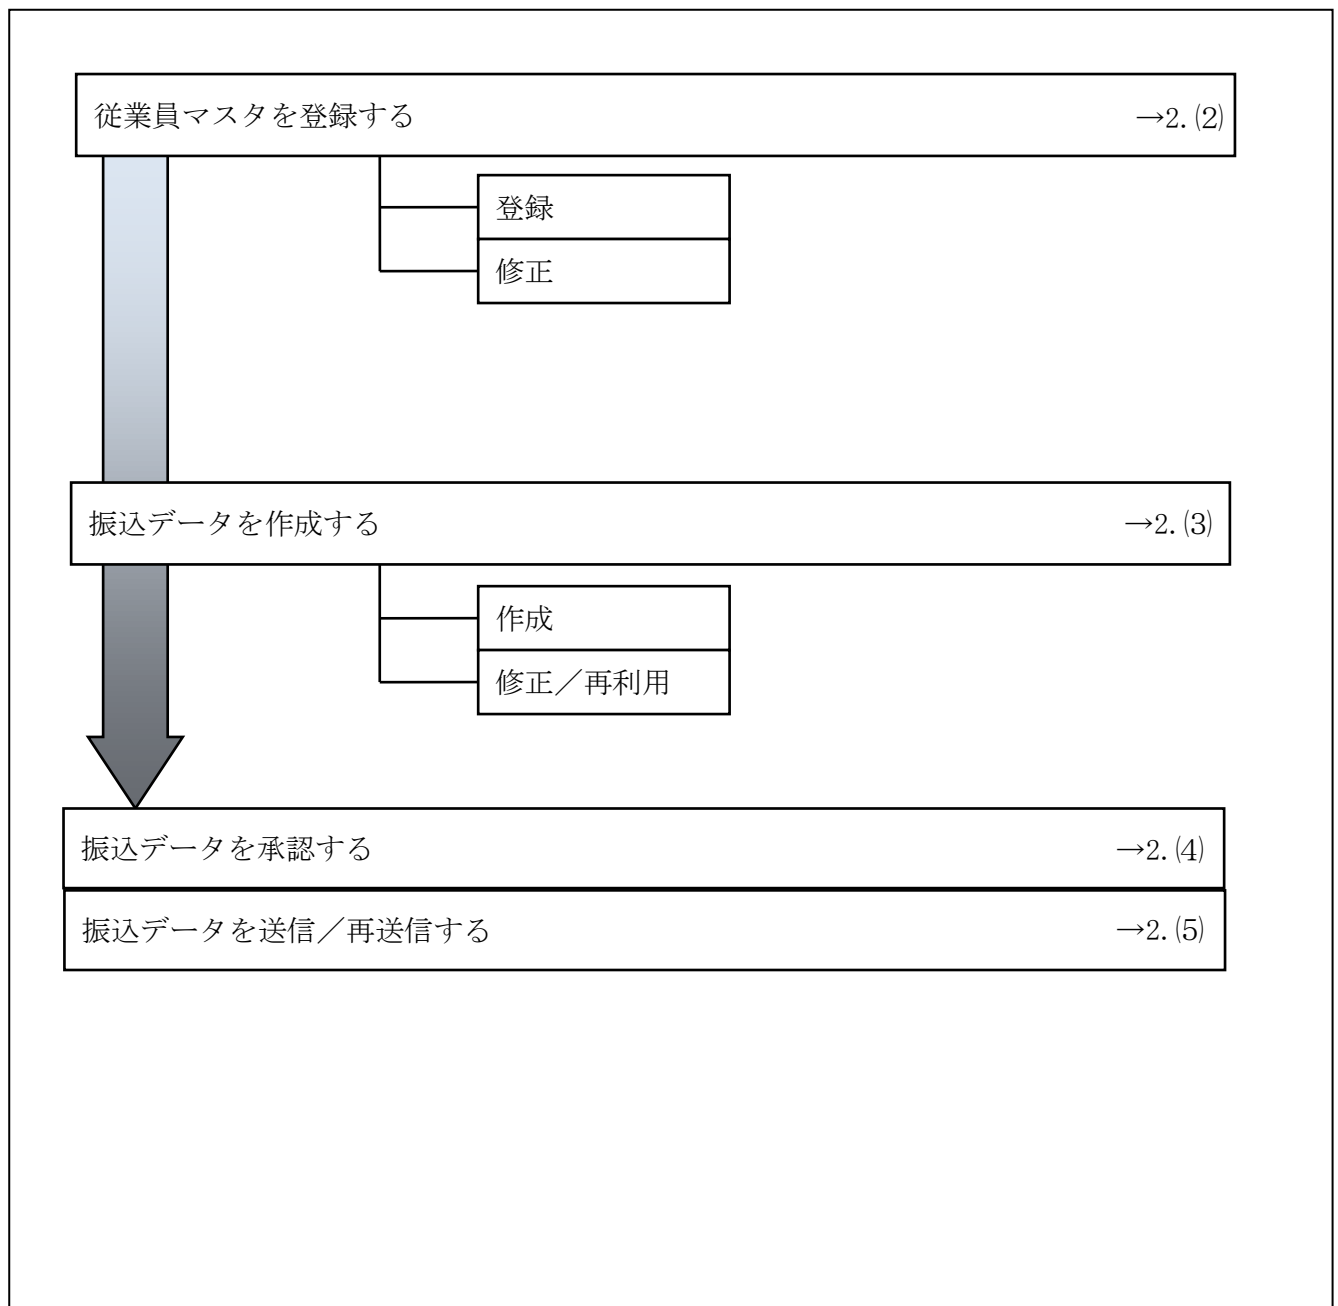 従業員マスタを登録する →2.⑵
登録
修正
振込データを作成する →2.⑶
作成
修正／再利用
振込データを承認する →2.⑷
振込データを送信／再送信する →2.⑸